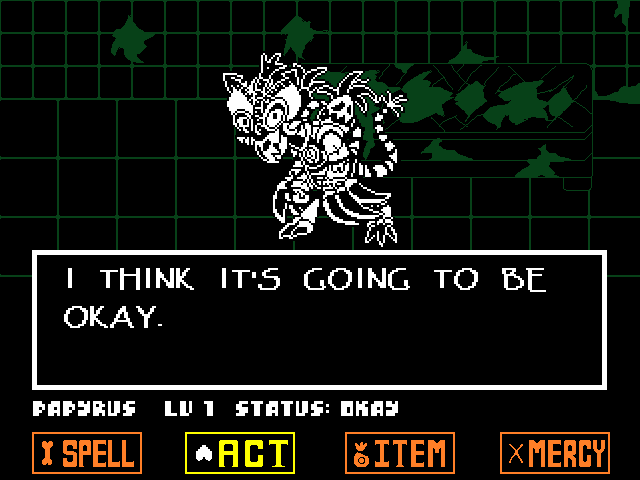 I THINK IT'S GOING TO BE
OKAY.
PAPYRUS LV 1 STATUS: OKAY
SPELL ACT ITEM MERCY